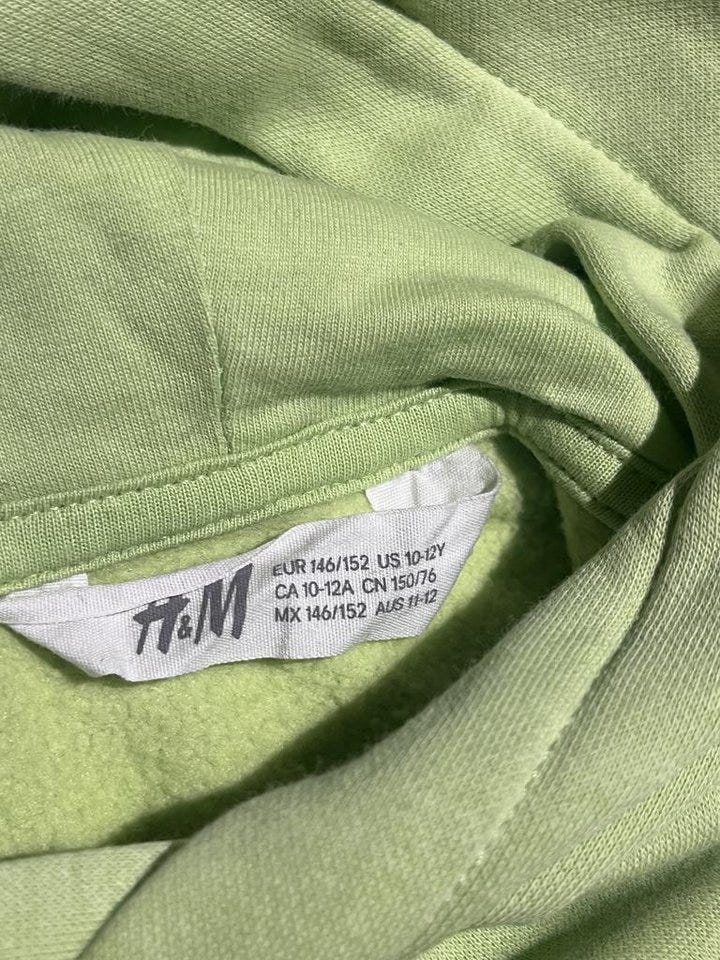 H&M
EUR 146/152 US 10-12Y
CA 10-12A CN 150/76
MX 146/152 AUS 11-12